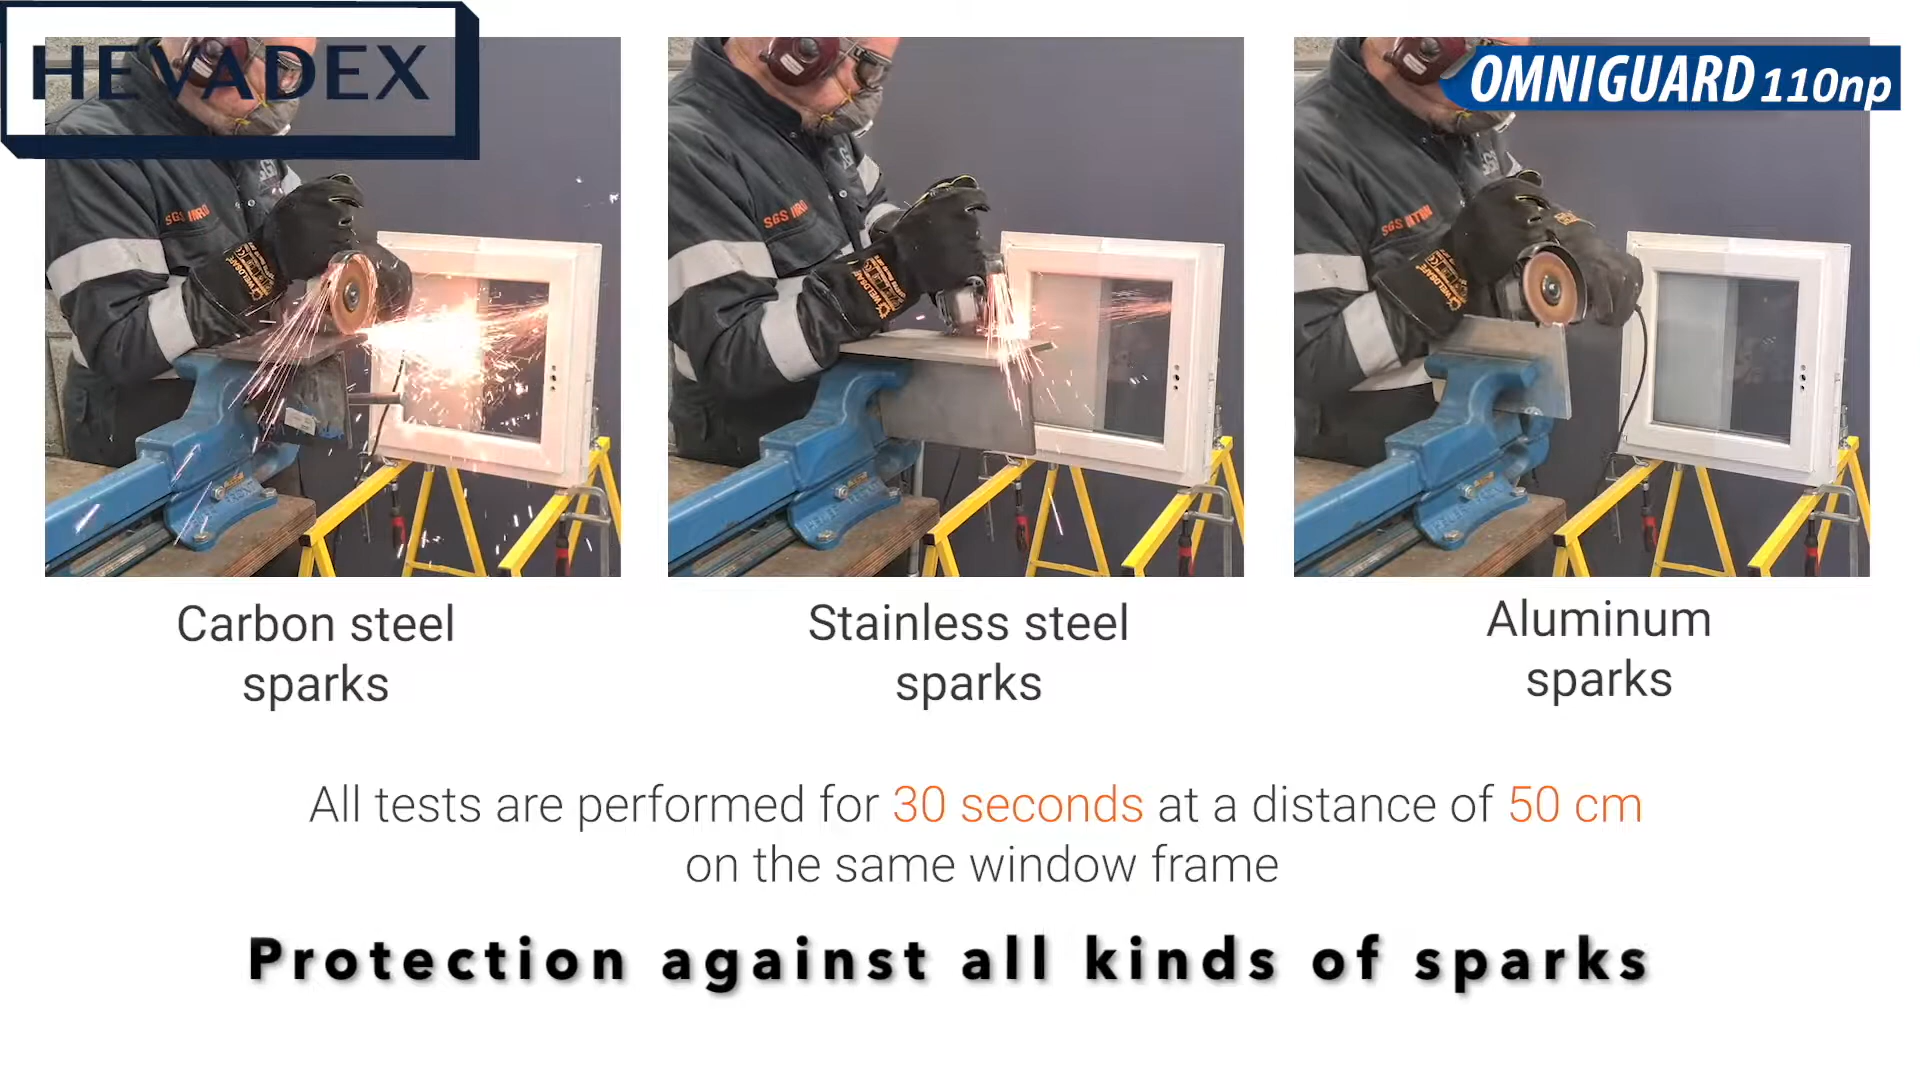 HEVADEX
OMNIGUARD 110np
Carbon steel
sparks
Stainless steel
sparks
Aluminum
sparks
All tests are performed for 30 seconds at a distance of 50 cm
on the same window frame
Protection against all kinds of sparks